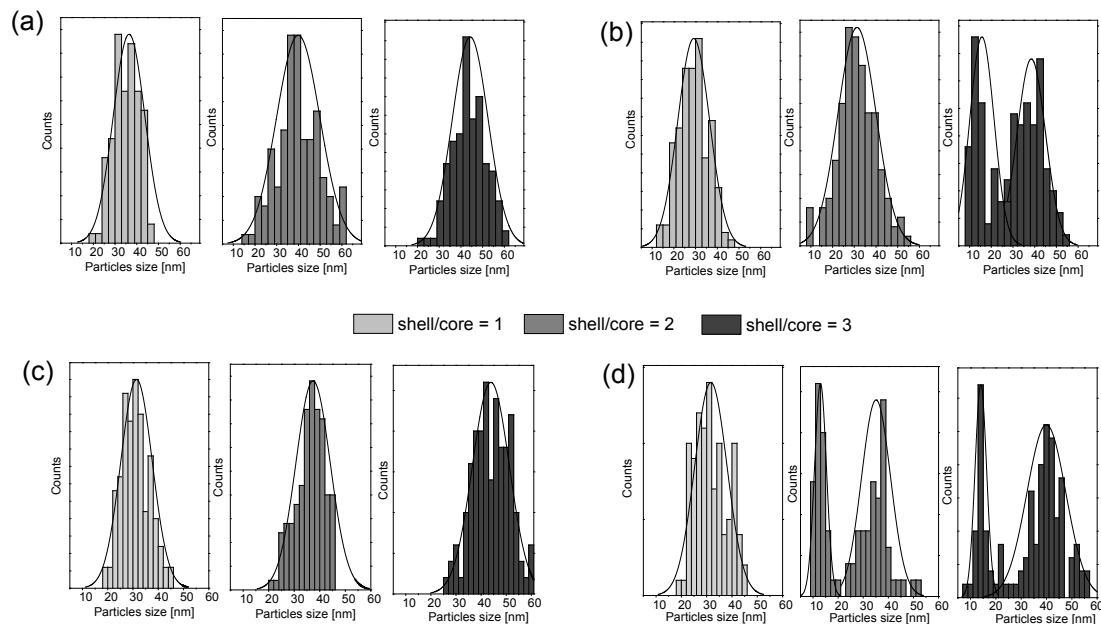 (a)
Counts
10 20 30 40 50 60
Particles size [nm]
Counts
10 20 30 40 50 60
Particles size [nm]
Counts
10 20 30 40 50 60
Particles size [nm]
(b)
Counts
10 20 30 40 50 60
Particles size [nm]
Counts
10 20 30 40 50 60
Particles size [nm]
Counts
10 20 30 40 50 60
Particles size [nm]
shell/core = 1 shell/core = 2 shell/core = 3
(c)
Counts
10 20 30 40 50 60
Particles size [nm]
Counts
10 20 30 40 60
Particles size [nm]
Counts
10 20 30 40 50 60
Particles size [nm]
(d)
Counts
10 20 30 40 50 60
Particles size [nm]
Counts
10 20 30 40 50 60
Particles size [nm]
Counts
10 20 30 40 50 60
Particles size [nm]